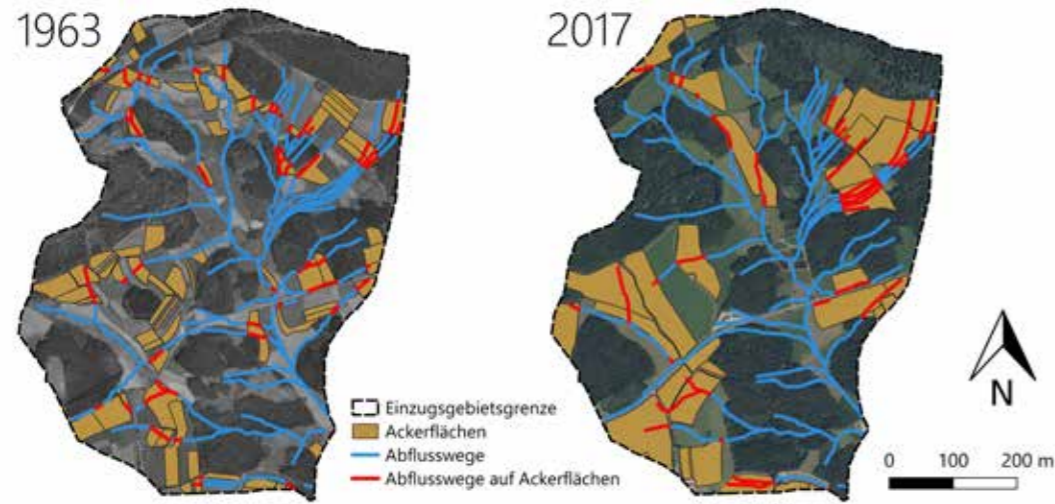 1963
2017
Einzugsgebietsgrenze
Ackerflächen
Abflusswege
Abflusswege auf Ackerflächen
N
0 100 200 m